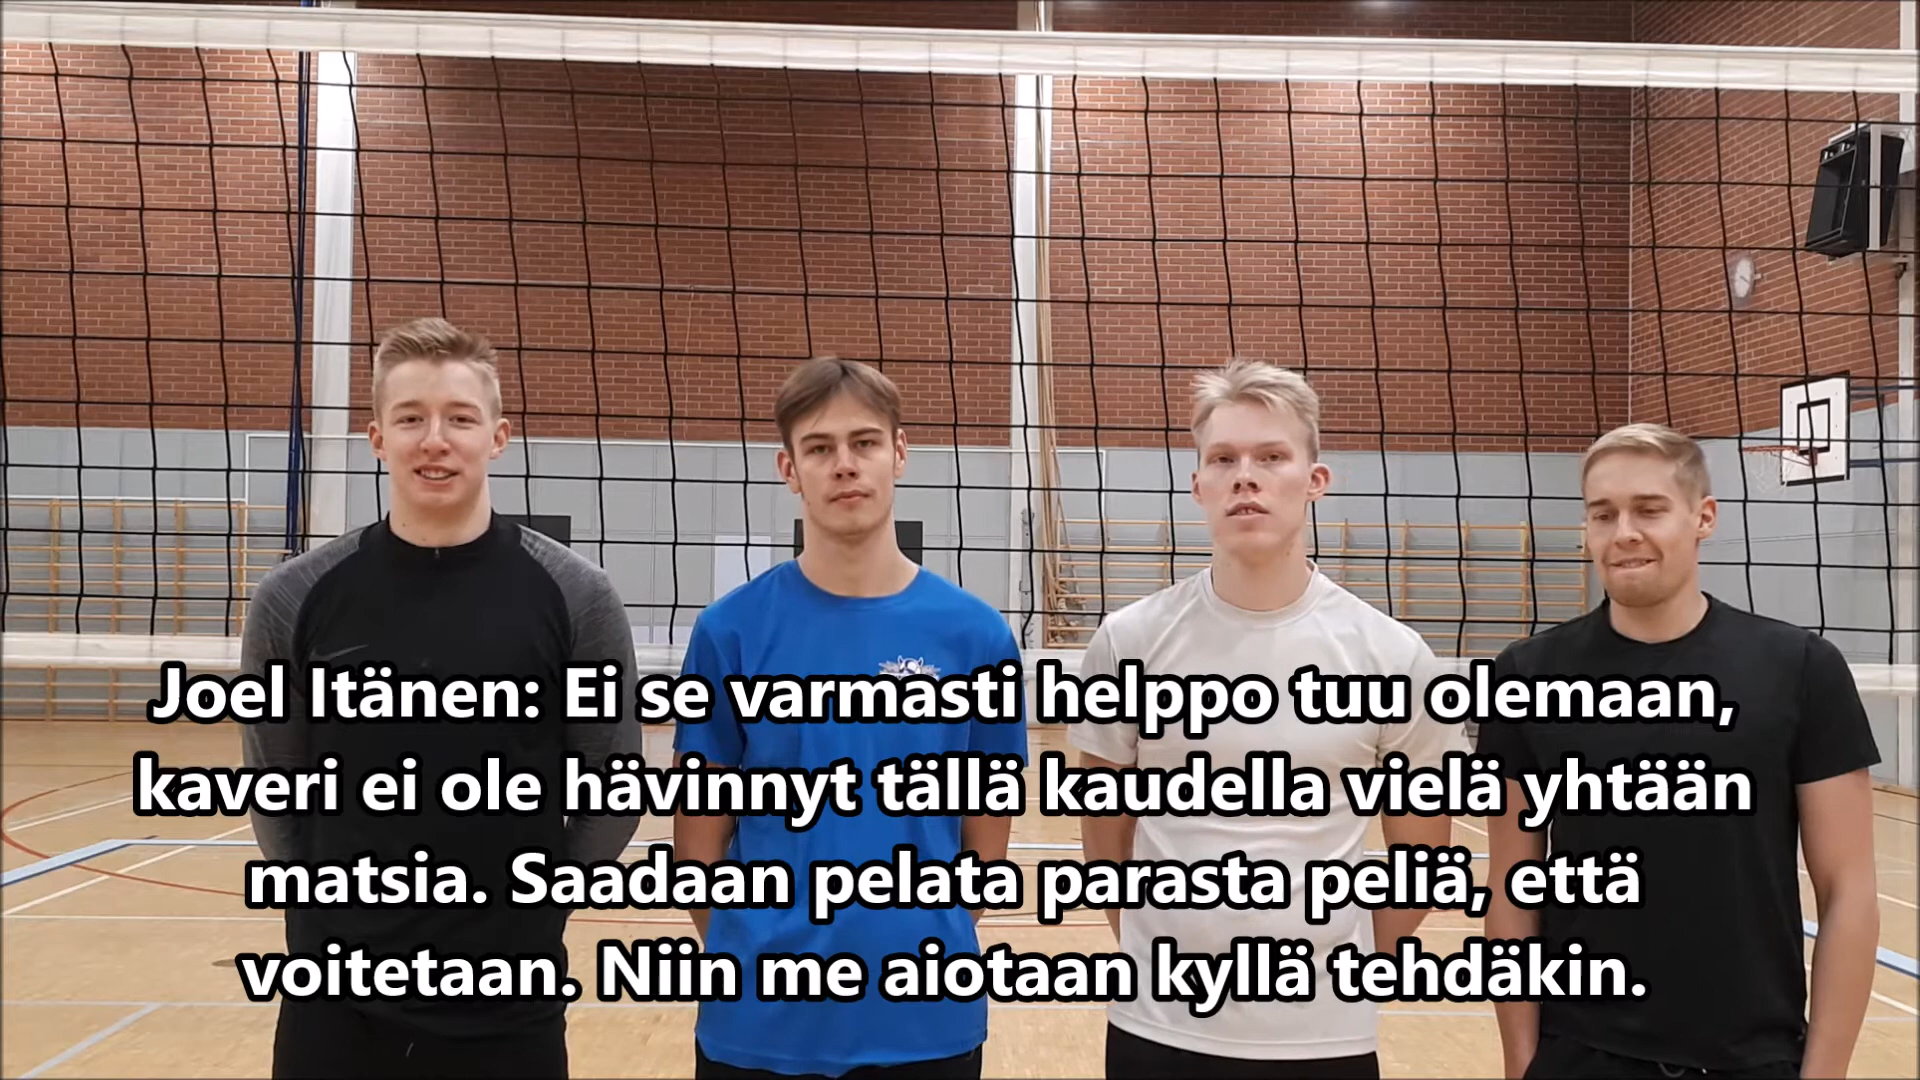 Joel Itänen: Ei se varmasti helppo tuu olemaan,
kaveri ei ole hävinnyt tällä kaudella vielä yhtään
matsia. Saadaan pelata parasta peliä, että
voitetaan. Niin me aiotaan kyllä tehdäkin.